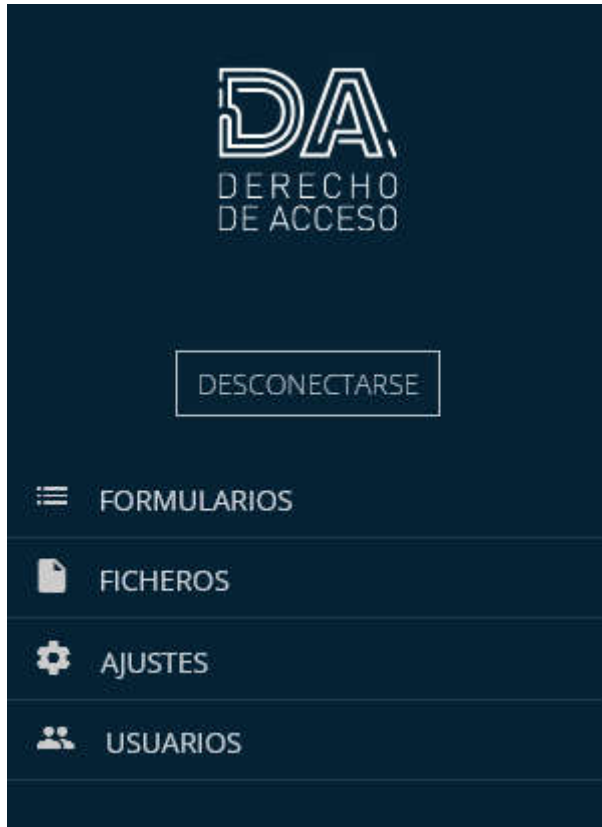 DA
DERECHO
DE ACCESO
DESCONECTARSE
FORMULARIOS
FICHEROS
AJUSTES
USUARIOS